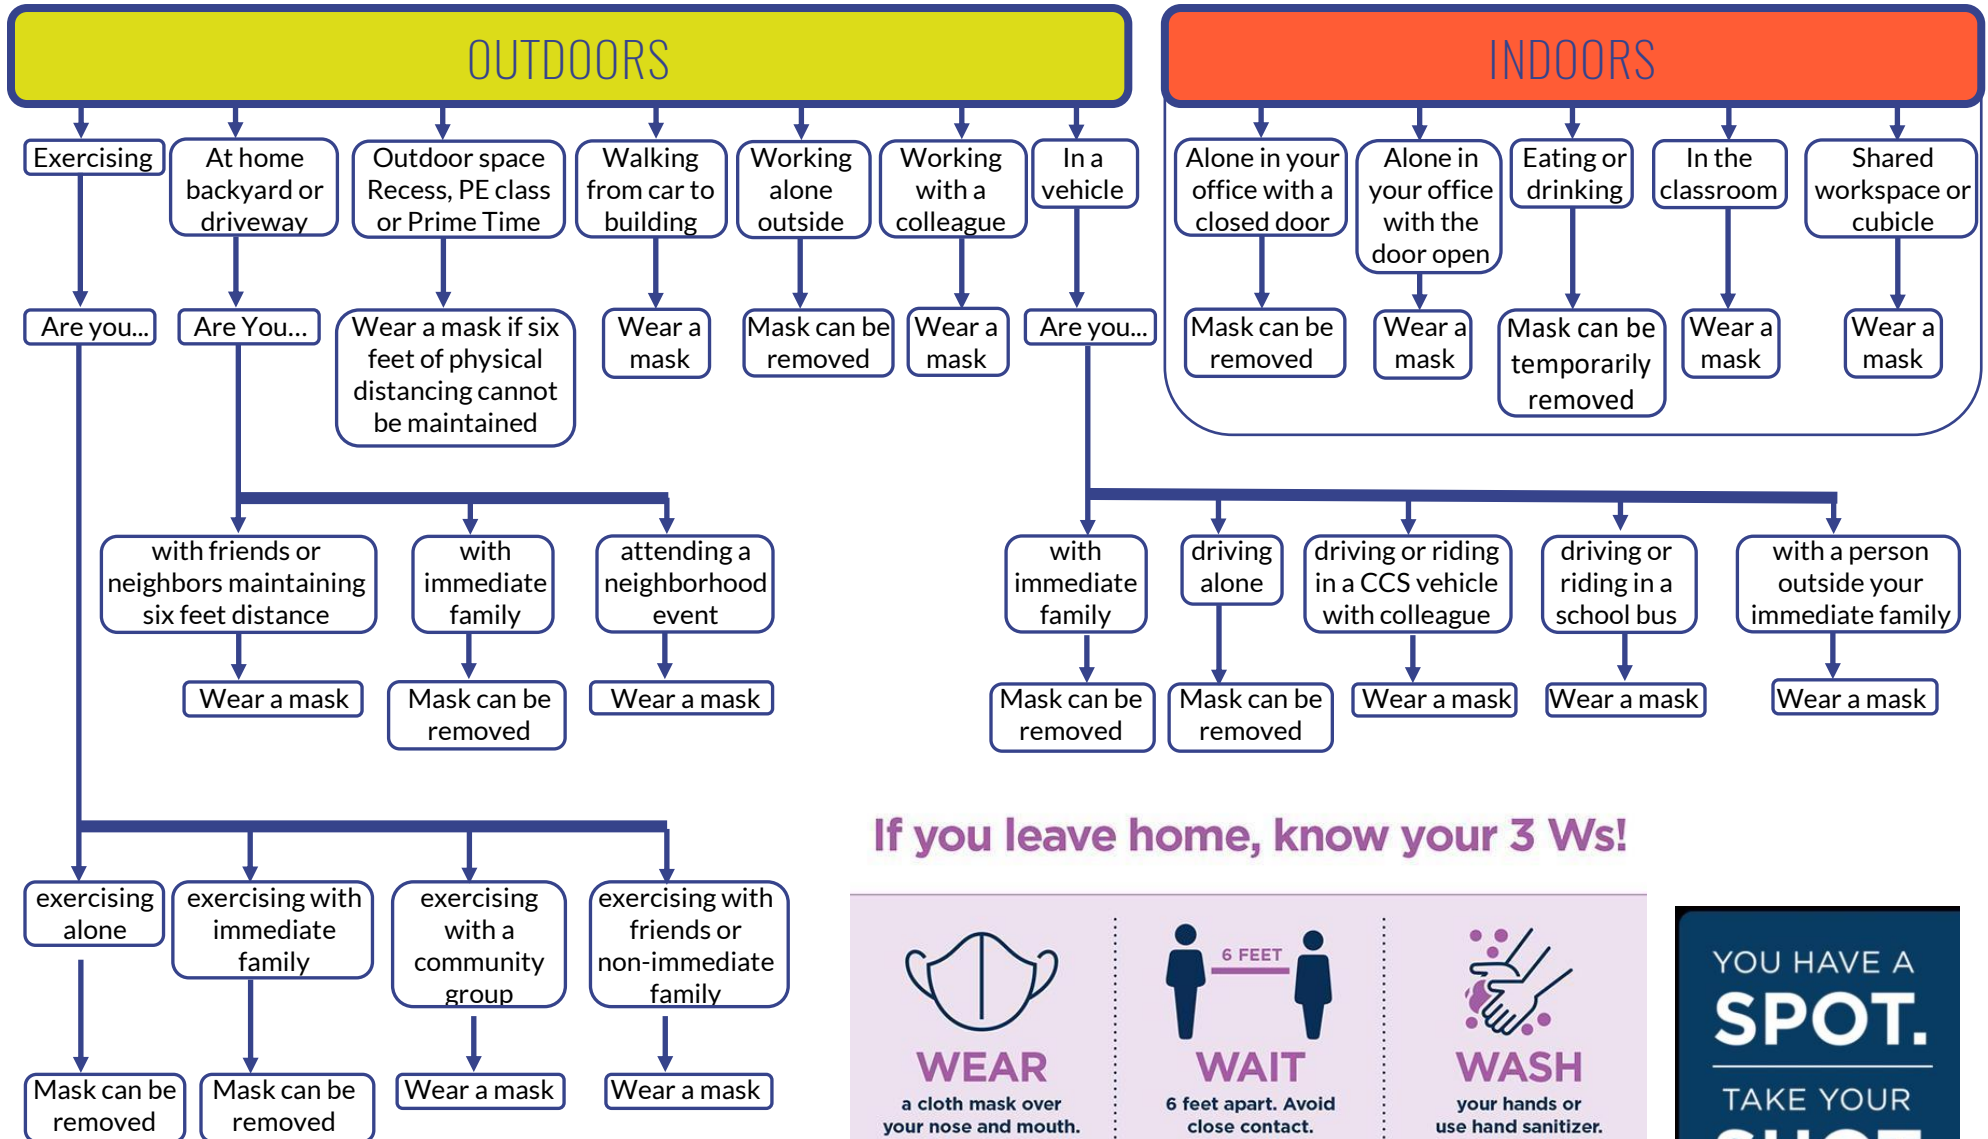 OUTDOORS
INDOORS
Exercising
At home
backyard or
driveway
Outdoor space
Recess, PE class
or Prime Time
Walking
from car to
building
Working
alone
outside
Working
with a
colleague
In a
vehicle
Alone in your
office with a
closed door
Alone in
your office
with the
door open
Eating or
drinking
In the
classroom
Shared
workspace or
cubicle
Are you...
Are You...
Wear a mask if six
feet of physical
distancing cannot
be maintained
Wear a
mask
Mask can be
removed
Wear a
mask
Are you...
Mask can be
removed
Wear a
mask
Mask can be
temporarily
removed
Wear a
mask
Wear a
mask
with friends or
neighbors maintaining
six feet distance
with
immediate
family
attending a
neighborhood
event
with
immediate
family
driving
alone
driving or riding
in a CCS vehicle
with colleague
driving or
riding in a
school bus
with a person
outside your
immediate family
Wear a mask
Mask can be
removed
Wear a mask
Mask can be
removed
Mask can be
removed
Wear a mask
Wear a mask
Wear a mask
exercising
alone
exercising with
immediate
family
exercising
with a
community
group
exercising with
friends or
non-immediate
family
Mask can be
removed
Mask can be
removed
Wear a mask
Wear a mask
If you leave home, know your 3 Ws!
WEAR
a cloth mask over
your nose and mouth.
6 FEET
WAIT
6 feet apart. Avoid
close contact.
WASH
your hands or
use hand sanitizer.
YOU HAVE A
SPOT.
TAKE YOUR
SHOT